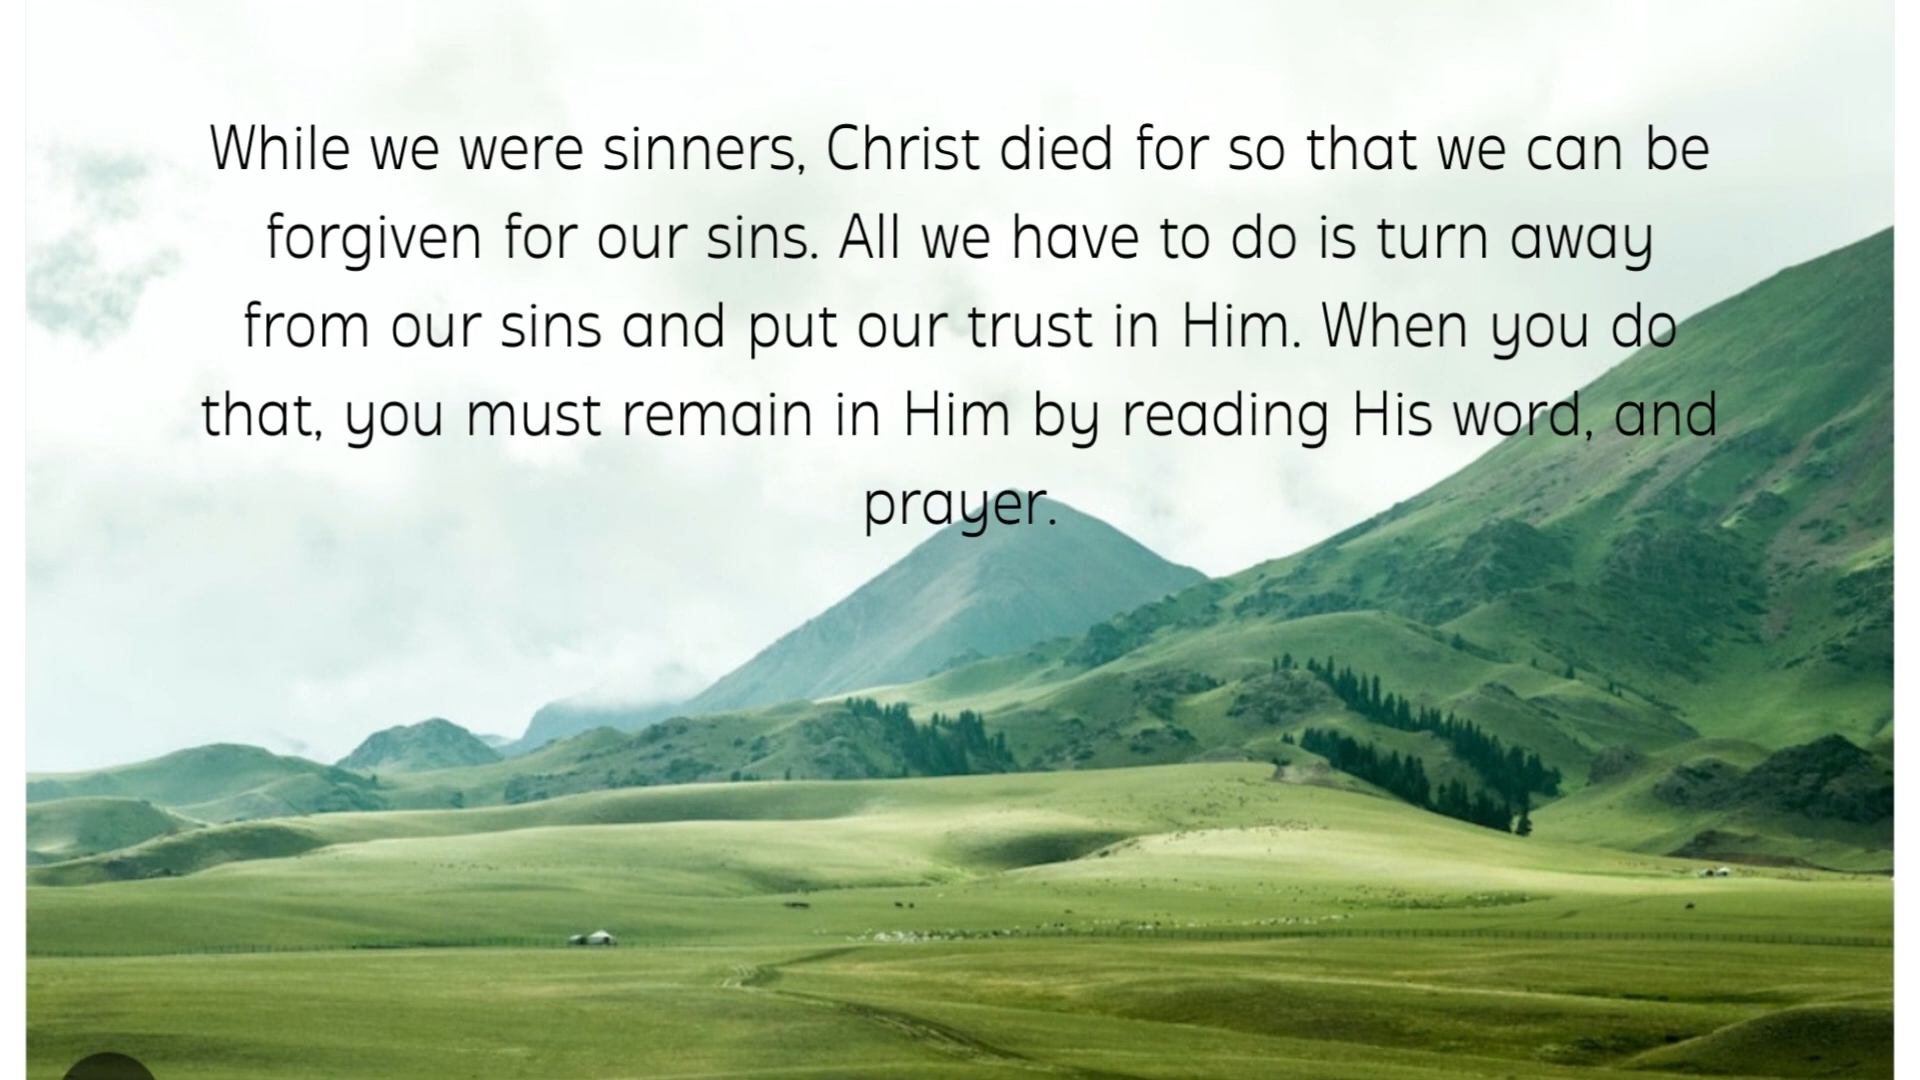 While we were sinners, Christ died for so that we can be
forgiven for our sins. All we have to do is turn away
from our sins and put our trust in Him. When you do
that, you must remain in Him by reading His word, and
prayer.